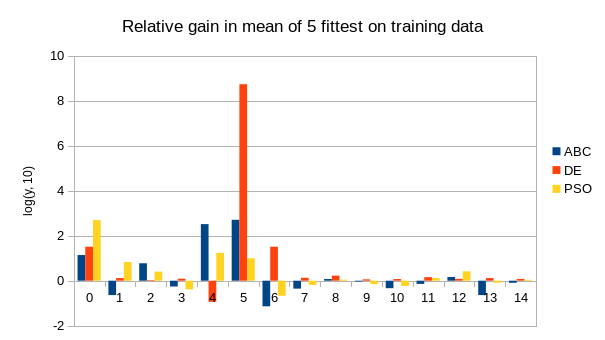 Relative gain in mean of 5 fittest on training data
10
8
6
4
2
0
-2
log(y, 10)
0 1 2 3 4 5 6 7 8 9 10 11 12 13 14
ABC
DE
PSO